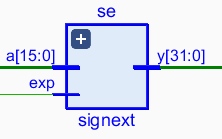 se
a[15:0]
y[31:0]
exp
signext